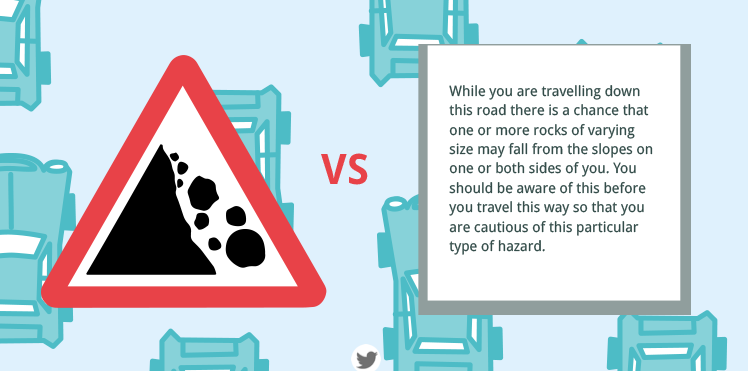 VS
While you are travelling down
this road there is a chance that
one or more rocks of varying
size may fall from the slopes on
one or both sides of you. You
should be aware of this before
you travel this way so that you
are cautious of this particular
type of hazard.